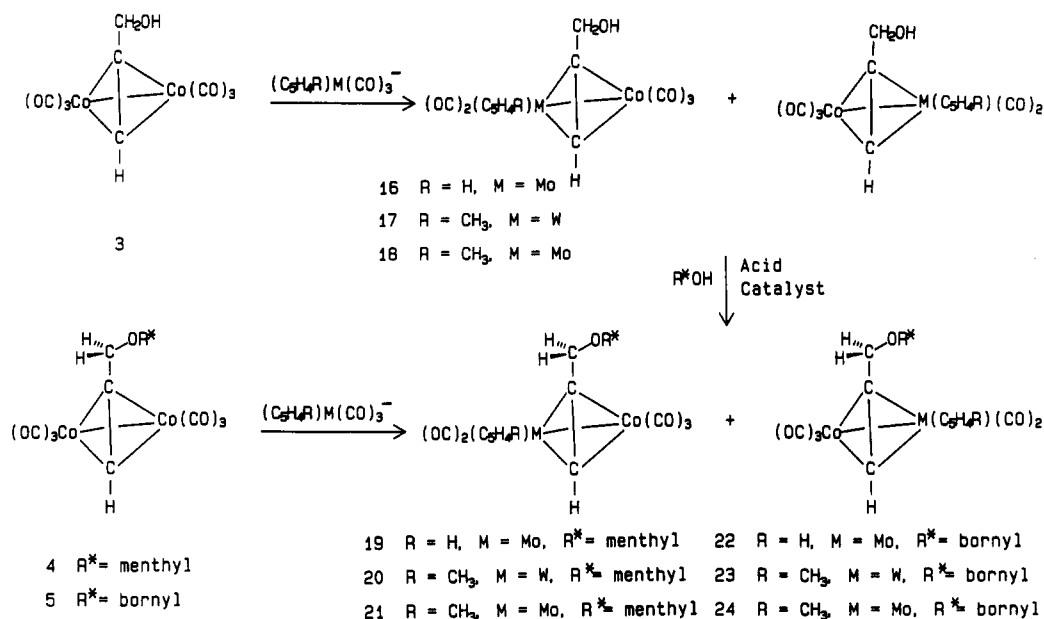 CH₂OH
C
(OC)₃Co Co(CO)₃
C
H
3
(C₅H₄R)M(CO)₃⁻
CH₂OH
C
(OC)₂(C₅H₄R)M Co(CO)₃
C
H
+
CH₂OH
C
(OC)₃Co M(C₅H₄R)(CO)₂
C
H
16 R = H, M = Mo
17 R = CH₃, M = W
18 R = CH₃, M = Mo
R*OH Acid
Catalyst
H OR*
H C
C
(OC)₃Co Co(CO)₃
C
H
4 R*= menthyl
5 R*= bornyl
(C₅H₄R)M(CO)₃⁻
H OR*
H C
C
(OC)₂(C₅H₄R)M Co(CO)₃
C
H
+
H OR*
H C
C
(OC)₃Co M(C₅H₄R)(CO)₂
C
H
19 R = H, M = Mo, R*= menthyl 22 R = H, M = Mo, R*= bornyl
20 R = CH₃, M = W, R*= menthyl 23 R = CH₃, M = W, R*= bornyl
21 R = CH₃, M = Mo, R*= menthyl 24 R = CH₃, M = Mo, R*= bornyl